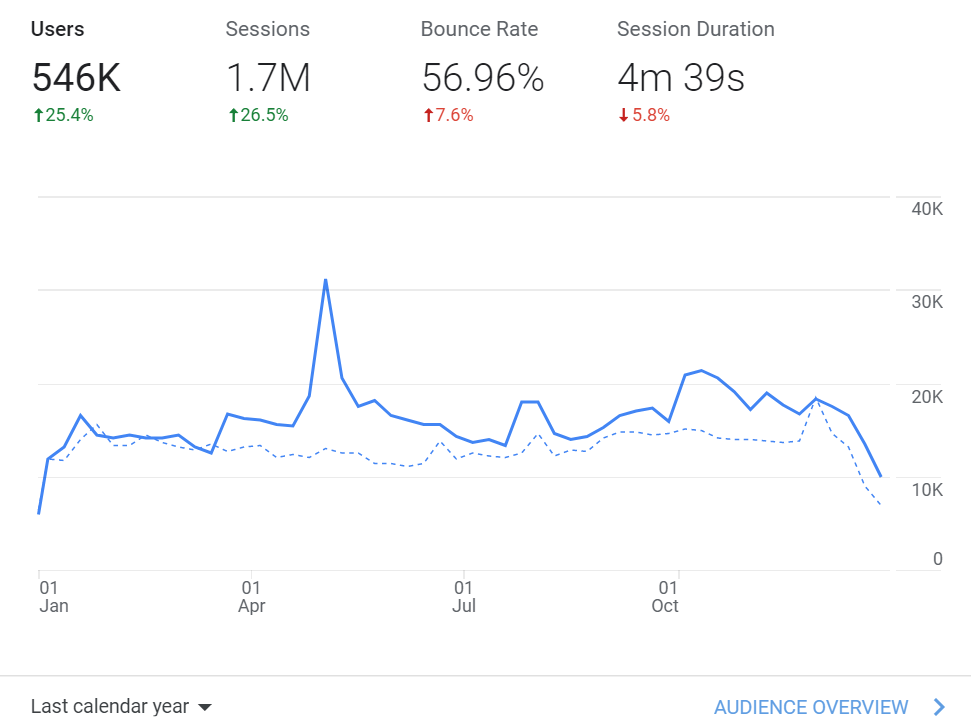 Users Sessions Bounce Rate Session Duration
546K 1.7M 56.96% 4m 39s
↑25.4% ↑26.5% ↑7.6% ↓5.8%
40K
30K
20K
10K
0
01 01 01 01
Jan Apr Jul Oct
Last calendar year AUDIENCE OVERVIEW